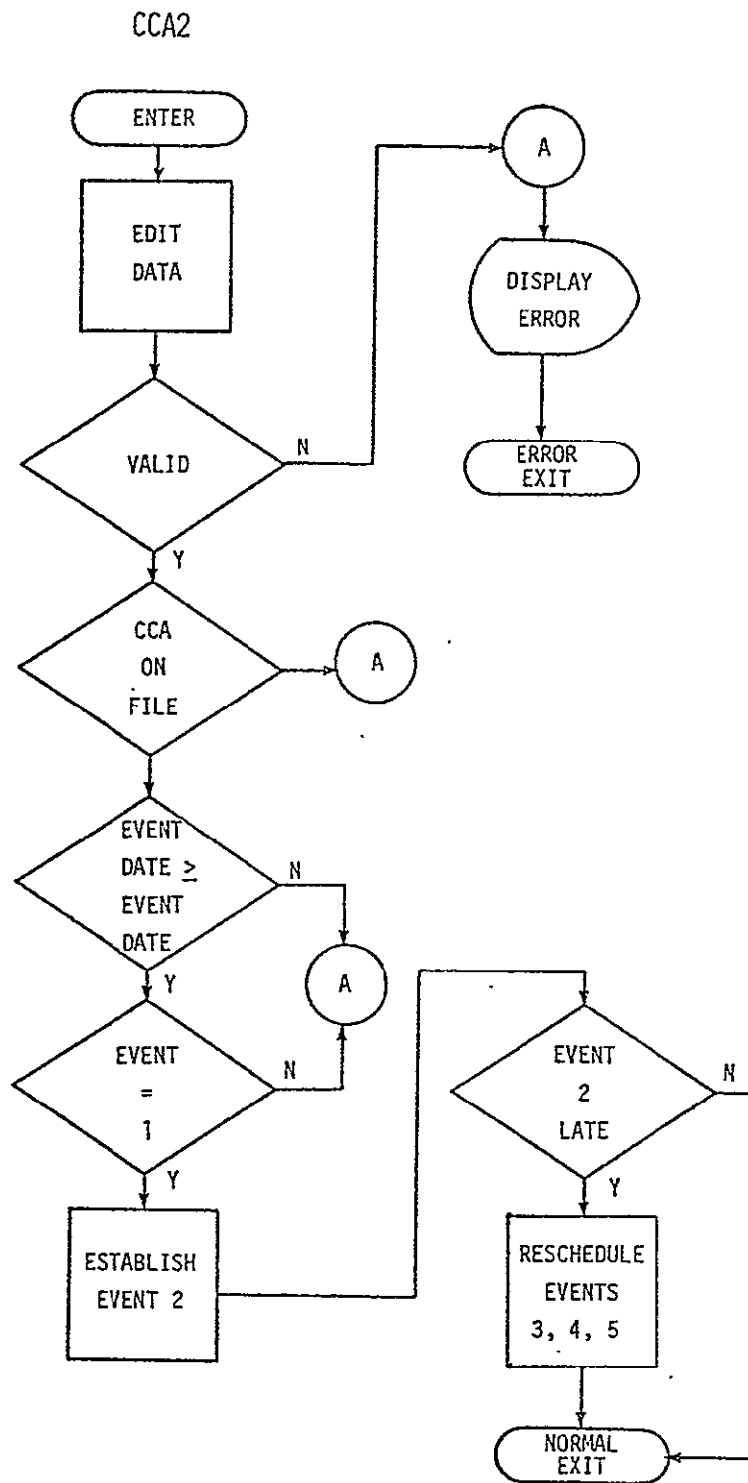 CCA2
ENTER
EDIT
DATA
VALID
N
Y
A
DISPLAY
ERROR
ERROR
EXIT
CCA
ON
FILE
A
EVENT
DATE ≥
EVENT
DATE
N
Y
A
EVENT
=
1
N
Y
ESTABLISH
EVENT 2
EVENT
2
LATE
N
Y
RESCHEDULE
EVENTS
3, 4, 5
NORMAL
EXIT